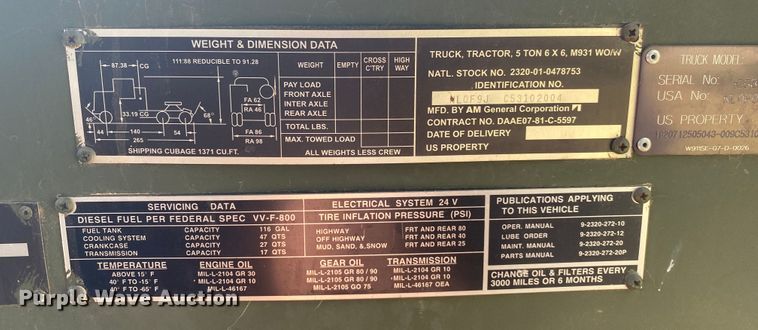 WEIGHT & DIMENSION DATA
111:88 REDUCIBLE TO 91.28
87.38 CG
33.19 CG
68°
46
44
140
54
265
FA 62
RA 46
FA 86
RA 98
SHIPPING CUBAGE 1371 CU.FT.
WEIGHT EMPTY CROSS C'TRY HIGH WAY
PAY LOAD
FRONT AXLE
INTER AXLE
REAR AXLE
TOTAL LBS.
MAX. TOWED LOAD
ALL WEIGHTS LESS CREW
TRUCK, TRACTOR, 5 TON 6 X 6, M931 WO/W
NATL. STOCK NO. 2320-01-0478753
IDENTIFICATION NO.
C53102004
MFD. BY AM General Corporation
CONTRACT NO. DAAE07-81-C-5597
DATE OF DELIVERY
US PROPERTY
TRUCK MODEL:
SERIAL No.
USA No.
US PROPERTY
W911SE-07-D-0026
SERVICING DATA
DIESEL FUEL PER FEDERAL SPEC VV-F-800
FUEL TANK CAPACITY 116 GAL
COOLING SYSTEM CAPACITY 47 QTS
CRANKCASE CAPACITY 27 QTS
TRANSMISSION CAPACITY 17 QTS
ELECTRICAL SYSTEM 24 V
TIRE INFLATION PRESSURE (PSI)
HIGHWAY FRT AND REAR 80
OFF HIGHWAY FRT AND REAR 40
MUD, SAND, & SNOW FRT AND REAR 25
TEMPERATURE ENGINE OIL GEAR OIL TRANSMISSION
ABOVE 15° F MIL-L-2104 GR 30 MIL-L-2105 GR 80 / 90 MIL-L-2104 GR 10
40° F TO -15° F MIL-L-2104 GR 10 MIL-L-2105 GR 80 / 90 MIL-L-2104 GR 10
40° F TO -65° F MIL-L-46167 MIL-L-2105 GO 75 MIL-L-46167 OEA
PUBLICATIONS APPLYING TO THIS VEHICLE
OPER. MANUAL 9-2320-272-10
LUBE ORDER 9-2320-272-12
MAINT. MANUAL 9-2320-272-20
PARTS MANUAL 9-2320-272-20P
CHANGE OIL & FILTERS EVERY
3000 MILES OR 6 MONTHS
Purple Wave Auction